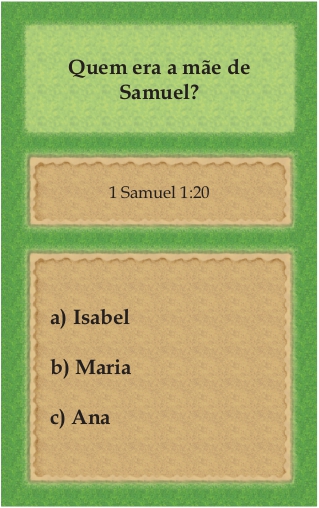 Quem era a mãe de
Samuel?
1 Samuel 1:20
a) Isabel
b) Maria
c) Ana